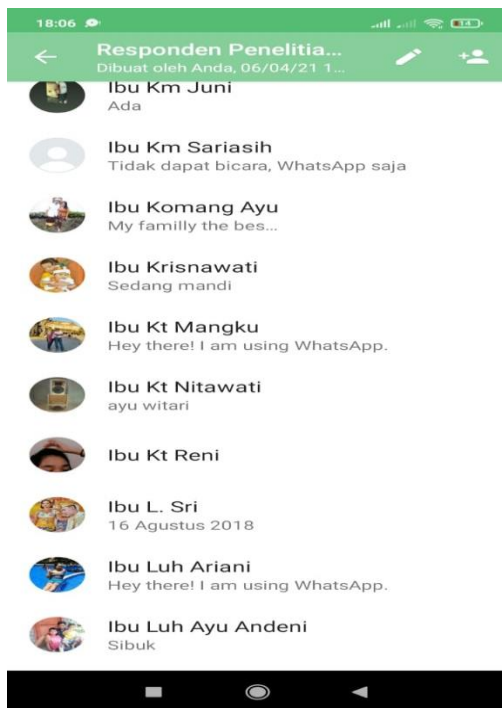 18:06
14
Responden Penelitia...
Dibuat oleh Anda, 06/04/21 1...
Ibu Km Juni
Ada
Ibu Km Sariasih
Tidak dapat bicara, WhatsApp saja
Ibu Komang Ayu
My familly the bes...
Ibu Krisnawati
Sedang mandi
Ibu Kt Mangku
Hey there! I am using WhatsApp.
Ibu Kt Nitawati
ayu witari
Ibu Kt Reni
Ibu L. Sri
16 Agustus 2018
Ibu Luh Ariani
Hey there! I am using WhatsApp.
Ibu Luh Ayu Andeni
Sibuk